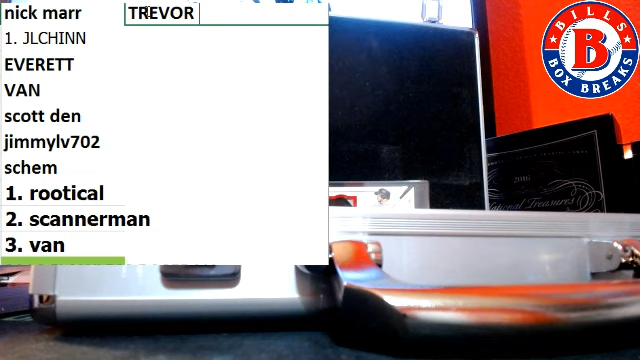 nick marr
TREVOR
1. JLCHINN
EVERETT
VAN
scott den
jimmylv702
schem
1. rootical
2. scannerman
3. van
BILLS
B
BOX BREAKS
2016
National Treasures